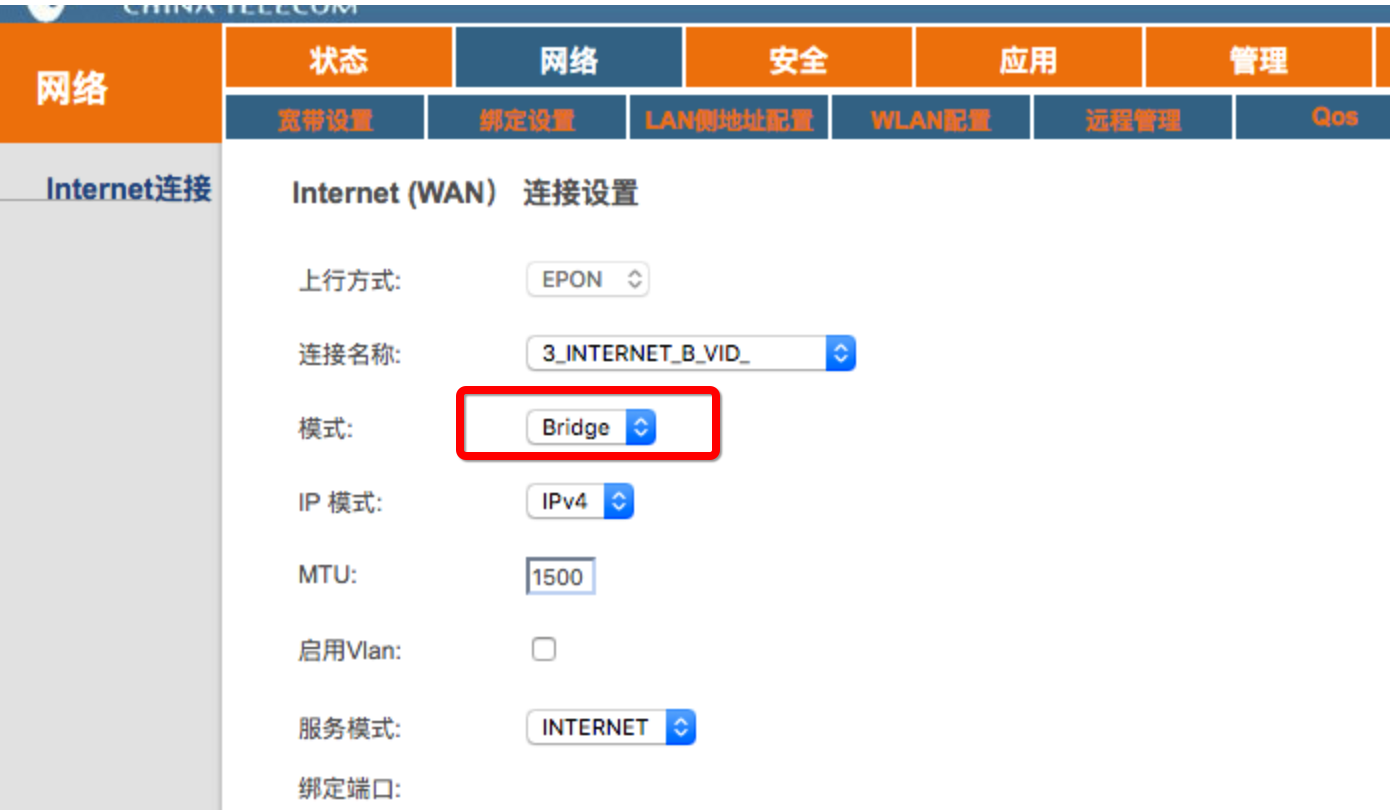 CHINA TELECOM
网络
状态 网络 安全 应用 管理
宽带设置 绑定设置 LAN侧地址配置 WLAN配置 远程管理 Qos
Internet连接
Internet (WAN） 连接设置
上行方式: EPON
连接名称: 3_INTERNET_B_VID_
模式: Bridge
IP 模式: IPv4
MTU: 1500
启用Vlan:
服务模式: INTERNET
绑定端口: